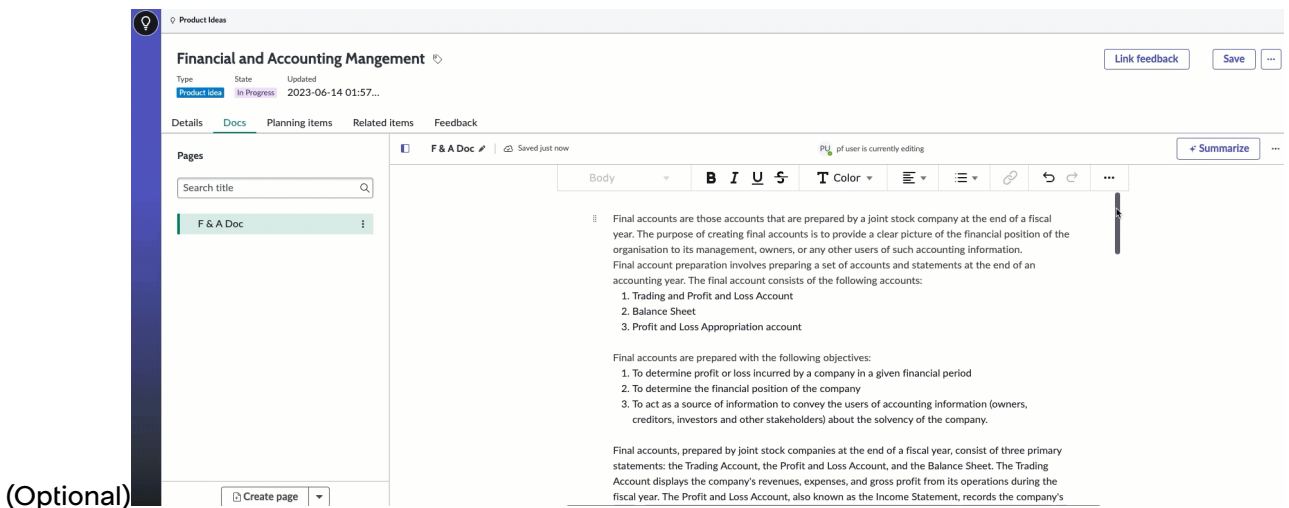 Product Ideas
Financial and Accounting Mangement
Link feedback
Save
Type
State
Updated
Product idea
In Progress
2023-06-14 01:57...
Details
Docs
Planning items
Related items
Feedback
Pages
F & A Doc
Saved just now
PU
pf user is currently editing
Summarize
Search title
Body
B I U S
T Color
F & A Doc
Final accounts are those accounts that are prepared by a joint stock company at the end of a fiscal
year. The purpose of creating final accounts is to provide a clear picture of the financial position of the
organisation to its management, owners, or any other users of such accounting information.
Final account preparation involves preparing a set of accounts and statements at the end of an
accounting year. The final account consists of the following accounts:
1. Trading and Profit and Loss Account
2. Balance Sheet
3. Profit and Loss Appropriation account
Final accounts are prepared with the following objectives:
1. To determine profit or loss incurred by a company in a given financial period
2. To determine the financial position of the company
3. To act as a source of information to convey the users of accounting information (owners,
creditors, investors and other stakeholders) about the solvency of the company.
Final accounts, prepared by joint stock companies at the end of a fiscal year, consist of three primary
statements: the Trading Account, the Profit and Loss Account, and the Balance Sheet. The Trading
Account displays the company's revenues, expenses, and gross profit from its operations during the
fiscal year. The Profit and Loss Account, also known as the Income Statement, records the company's
Create page
(Optional)